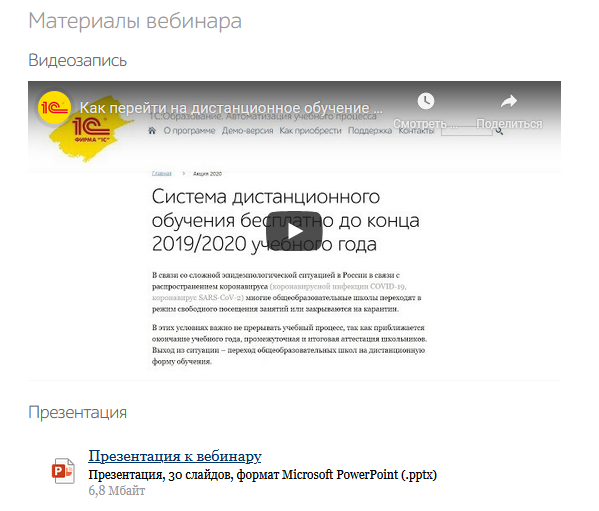 Материалы вебинара
Видеозапись
1С Как перейти на дистанционное обучение ...
1С:Образование. Автоматизация учебного процесса
1С
ФИРМА "1С"
О программе Демо-версия Как приобрести Поддержка Контакты
Смотреть ... Поделиться
Главная > Акция 2020
Система дистанционного
обучения бесплатно до конца
2019/2020 учебного года
В связи со сложной эпидемиологической ситуацией в России в связи с
распространением коронавируса (коронавирусной инфекции COVID-19,
коронавирус SARS-CoV-2) многие общеобразовательные школы переходят в
режим свободного посещения занятий или закрываются на карантин.
В этих условиях важно не прерывать учебный процесс, так как приближается
окончание учебного года, промежуточная и итоговая аттестация школьников.
Выход из ситуации – переход общеобразовательных школ на дистанционную
форму обучения.
Презентация
Презентация к вебинару
Презентация, 30 слайдов, формат Microsoft PowerPoint (.pptx)
6,8 Мбайт